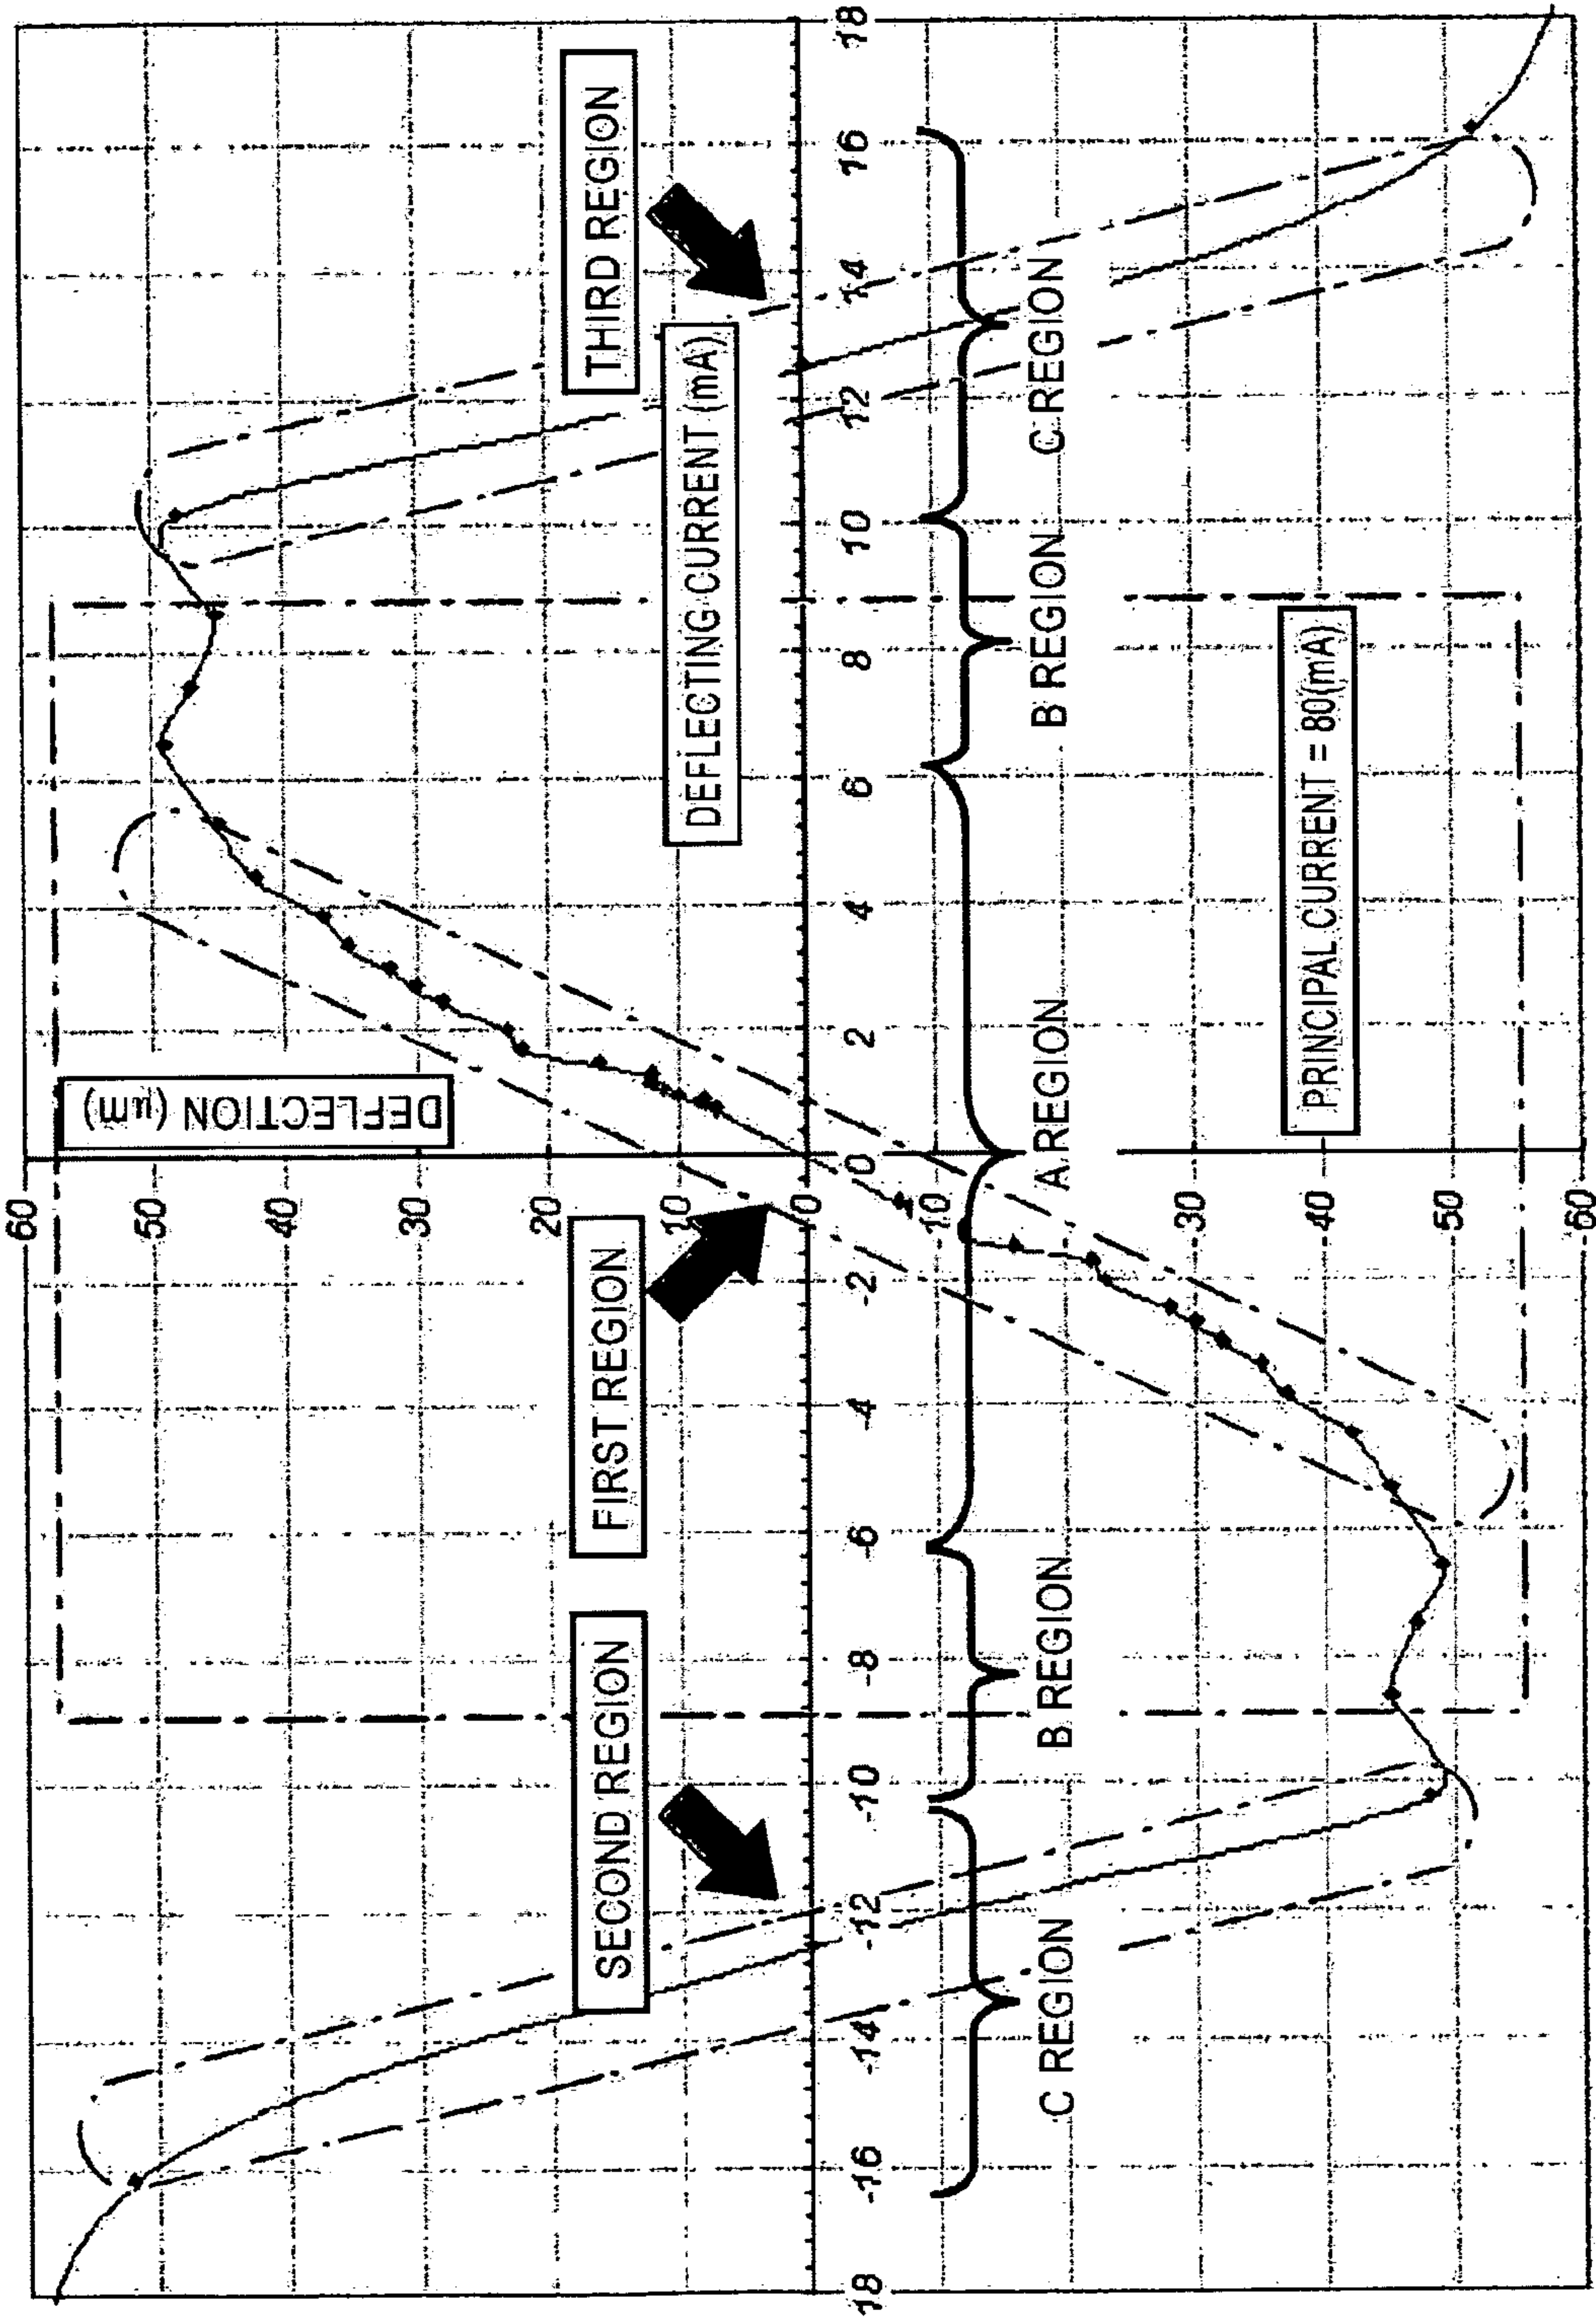 60
DEFLECTION (μm)
50
40
30
20
SECOND REGION
FIRST REGION
THIRD REGION
10
DEFLECTING CURRENT (mA)
0
18 -16 -14 -12 -10 -8 -6 -4 -2 0 2 4 6 8 10 12 14 16 18
10
C REGION B REGION A REGION B REGION C REGION
30
PRINCIPAL CURRENT = 80(mA)
40
50
60